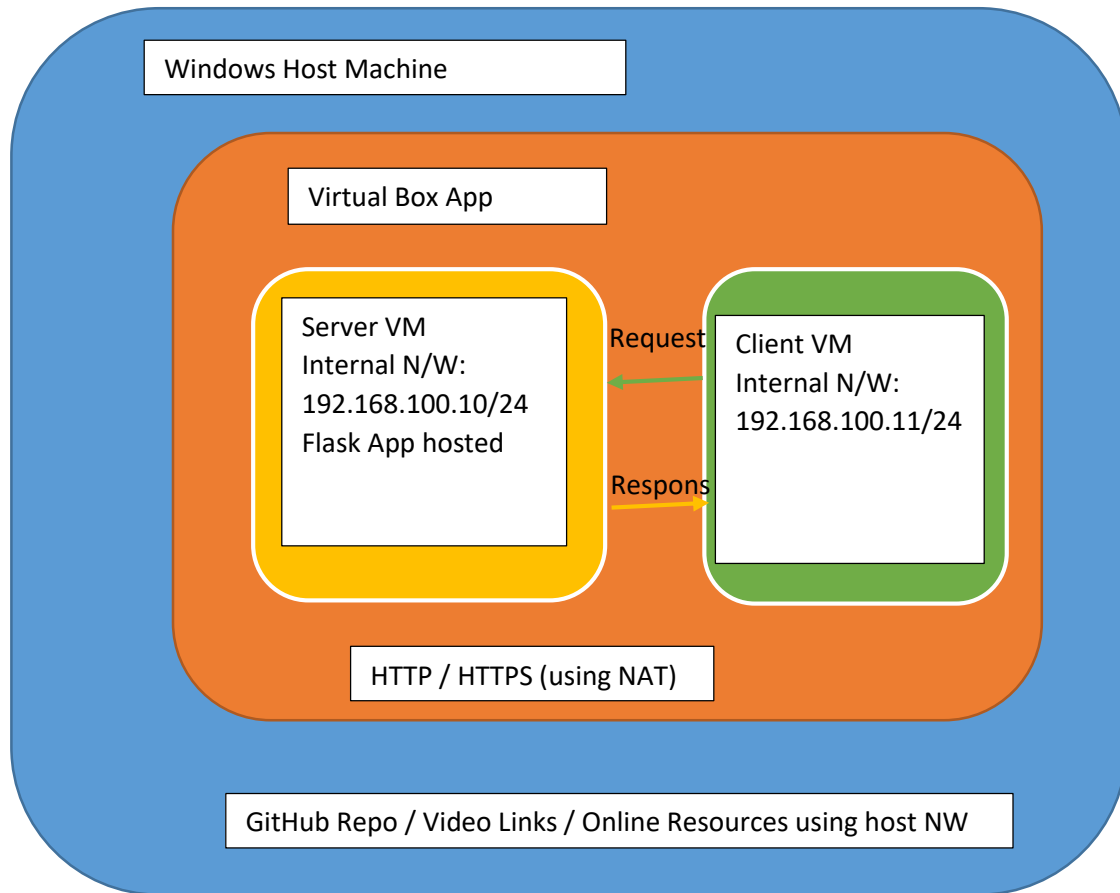 Windows Host Machine
Virtual Box App
Server VM
Internal N/W:
192.168.100.10/24
Flask App hosted
Request
Respons
Client VM
Internal N/W:
192.168.100.11/24
HTTP / HTTPS (using NAT)
GitHub Repo / Video Links / Online Resources using host NW